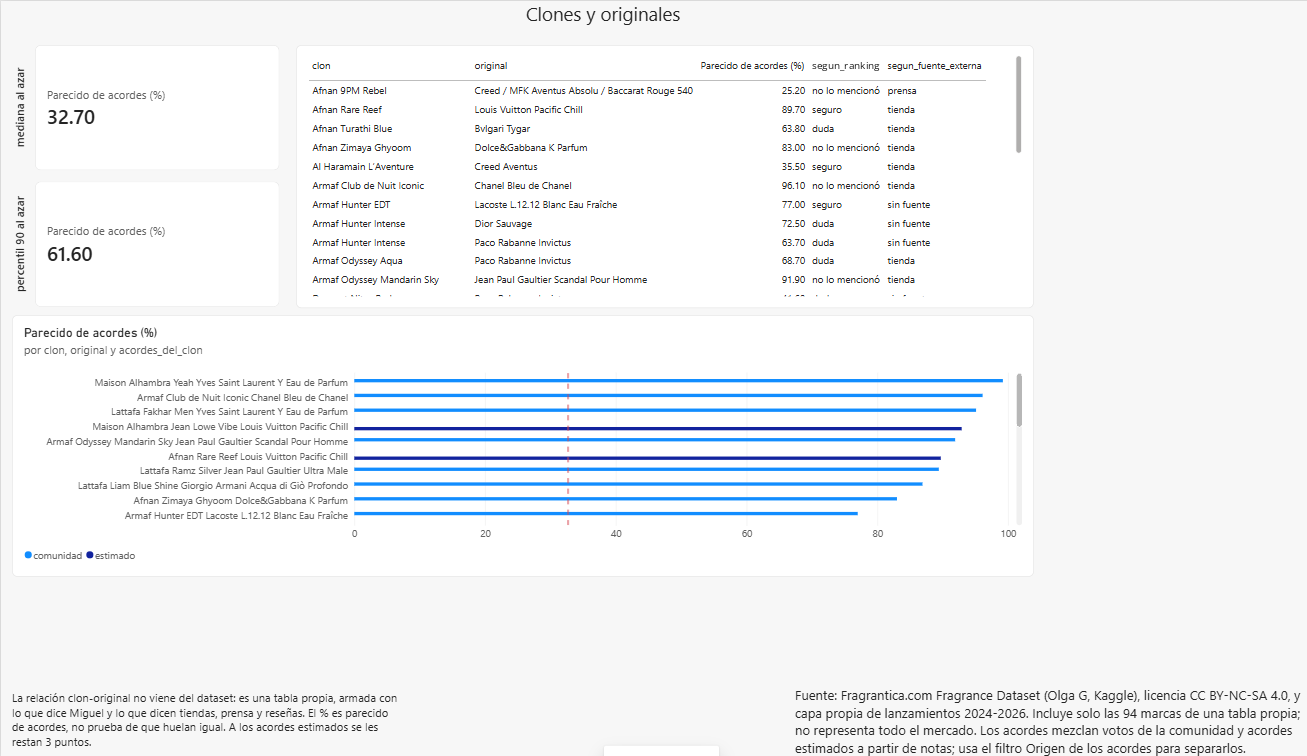 Clones y originales
mediana al azar
Parecido de acordes (%)
32.70
percentil 90 al azar
Parecido de acordes (%)
61.60
clon original Parecido de acordes (%) segun_ranking segun_fuente_externa
Afnan 9PM Rebel Creed / MFK Aventus Absolu / Baccarat Rouge 540 25.20 no lo mencionó prensa
Afnan Rare Reef Louis Vuitton Pacific Chill 89.70 seguro tienda
Afnan Turathi Blue Bvlgari Tygar 63.80 duda tienda
Afnan Zimaya Ghyoom Dolce&Gabbana K Parfum 83.00 no lo mencionó tienda
Al Haramain L'Aventure Creed Aventus 35.50 seguro tienda
Armaf Club de Nuit Iconic Chanel Bleu de Chanel 96.10 no lo mencionó tienda
Armaf Hunter EDT Lacoste L.12.12 Blanc Eau Fraîche 77.00 seguro sin fuente
Armaf Hunter Intense Dior Sauvage 72.50 duda sin fuente
Armaf Hunter Intense Paco Rabanne Invictus 63.70 duda sin fuente
Armaf Odyssey Aqua Paco Rabanne Invictus 68.70 duda tienda
Armaf Odyssey Mandarin Sky Jean Paul Gaultier Scandal Pour Homme 91.90 no lo mencionó tienda
Parecido de acordes (%)
por clon, original y acordes_del_clon
Maison Alhambra Yeah Yves Saint Laurent Y Eau de Parfum
Armaf Club de Nuit Iconic Chanel Bleu de Chanel
Lattafa Fakhar Men Yves Saint Laurent Y Eau de Parfum
Maison Alhambra Jean Lowe Vibe Louis Vuitton Pacific Chill
Armaf Odyssey Mandarin Sky Jean Paul Gaultier Scandal Pour Homme
Afnan Rare Reef Louis Vuitton Pacific Chill
Lattafa Ramz Silver Jean Paul Gaultier Ultra Male
Lattafa Liam Blue Shine Giorgio Armani Acqua di Giò Profondo
Afnan Zimaya Ghyoom Dolce&Gabbana K Parfum
Armaf Hunter EDT Lacoste L.12.12 Blanc Eau Fraîche
0 20 40 60 80 100
comunidad estimado
La relación clon-original no viene del dataset: es una tabla propia, armada con
lo que dice Miguel y lo que dicen tiendas, prensa y reseñas. El % es parecido
de acordes, no prueba de que huelan igual. A los acordes estimados se les
restan 3 puntos.
Fuente: Fragrantica.com Fragrance Dataset (Olga G, Kaggle), licencia CC BY-NC-SA 4.0, y
capa propia de lanzamientos 2024-2026. Incluye solo las 94 marcas de una tabla propia;
no representa todo el mercado. Los acordes mezclan votos de la comunidad y acordes
estimados a partir de notas; usa el filtro Origen de los acordes para separarlos.